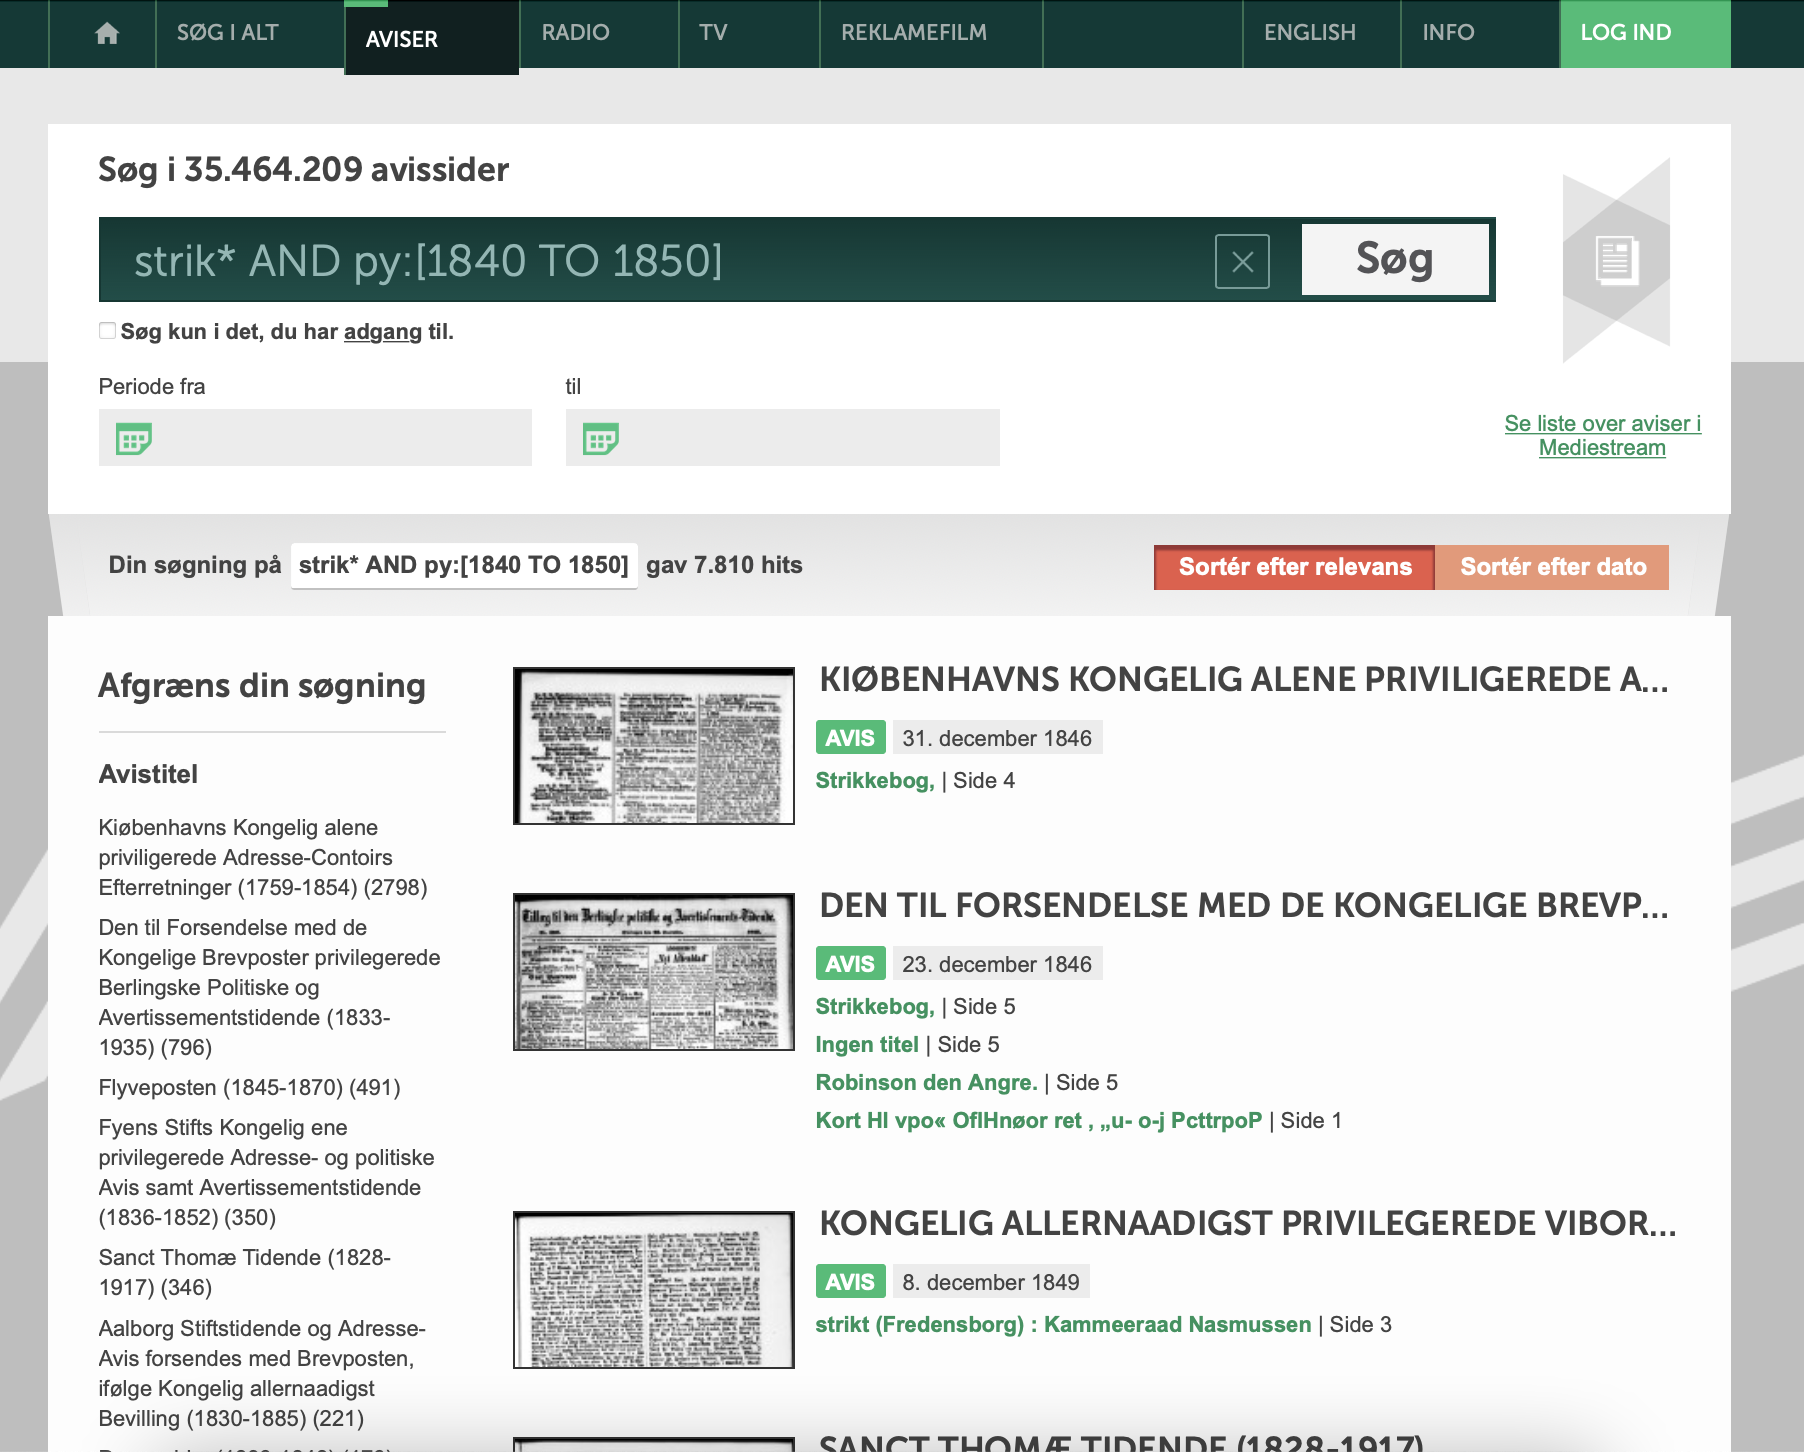 SØG I ALT
AVISER
RADIO
TV
REKLAMEFILM
ENGLISH
INFO
LOG IND
Søg i 35.464.209 avissider
strik* AND py:[1840 TO 1850]
Søg
Søg kun i det, du har adgang til.
Periode fra
til
Se liste over aviser i
Mediestream
Din søgning på strik* AND py:[1840 TO 1850] gav 7.810 hits
Sortér efter relevans
Sortér efter dato
Afgræns din søgning
Avistitel
Kiøbenhavns Kongelig alene
priviligerede Adresse-Contoirs
Efterretninger (1759-1854) (2798)
Den til Forsendelse med de
Kongelige Brevposter privilegerede
Berlingske Politiske og
Avertissementstidende (1833-
1935) (796)
Flyveposten (1845-1870) (491)
Fyens Stifts Kongelig ene
privilegerede Adresse- og politiske
Avis samt Avertissementstidende
(1836-1852) (350)
Sanct Thomæ Tidende (1828-
1917) (346)
Aalborg Stiftstidende og Adresse-
Avis forsendes med Brevposten,
ifølge Kongelig allernaadigst
Bevilling (1830-1885) (221)
KIØBENHAVNS KONGELIG ALENE PRIVILIGEREDE A...
AVIS 31. december 1846
Strikkebog, | Side 4
Tillæg til den Berlingske politiske og Avertissements-Tidende.
DEN TIL FORSENDELSE MED DE KONGELIGE BREVP...
AVIS 23. december 1846
Strikkebog, | Side 5
Ingen titel | Side 5
Robinson den Angre. | Side 5
Kort Hl vpo« OflHnøor ret , „u- o-j PcttrpoP | Side 1
KONGELIG ALLERNAADIGST PRIVILEGEREDE VIBOR...
AVIS 8. december 1849
strikt (Fredensborg) : Kammeeraad Nasmussen | Side 3
SANCT THOMÆ TIDENDE (1828-1917)